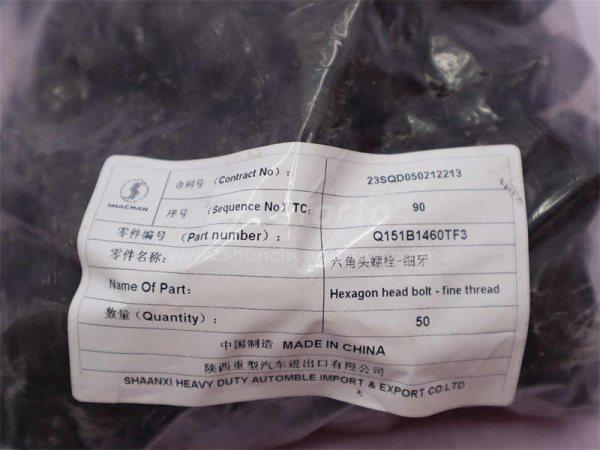 合同号 (Contract No)： 23SQD050212213
SHACMAN
序号 (Sequence No) TC: 90
零件编号 (Part number)： Q151B1460TF3
零件名称： 六角头螺栓-细牙
Name Of Part: Hexagon head bolt - fine thread
数量 (Quantity)： 50
中国制造 MADE IN CHINA
陕西重型汽车进出口有限公司
SHAANXI HEAVY DUTY AUTOMBLE IMPORT & EXPORT CO.LTD